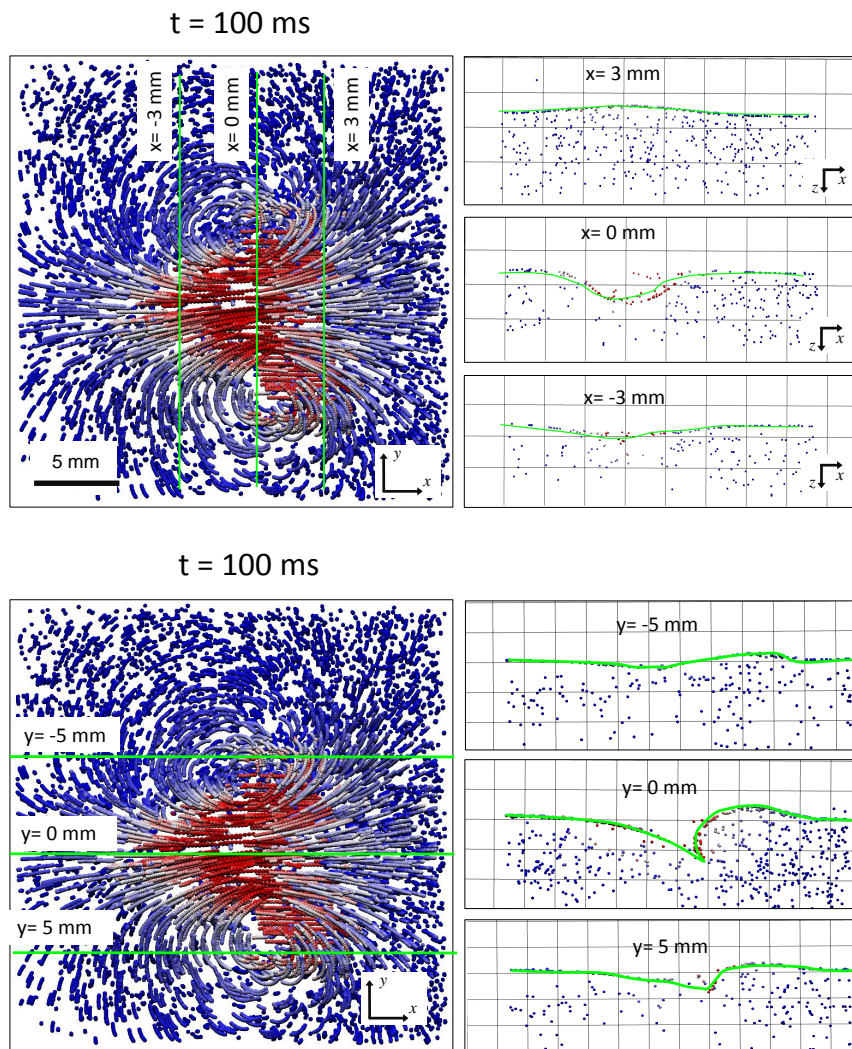 t = 100 ms
x= -3 mm
x= 0 mm
x= 3 mm
5 mm
y
x
x= 3 mm
z
x
x= 0 mm
z
x
x= -3 mm
z
x
t = 100 ms
y= -5 mm
y= 0 mm
y= 5 mm
y
x
y= -5 mm
y= 0 mm
y= 5 mm